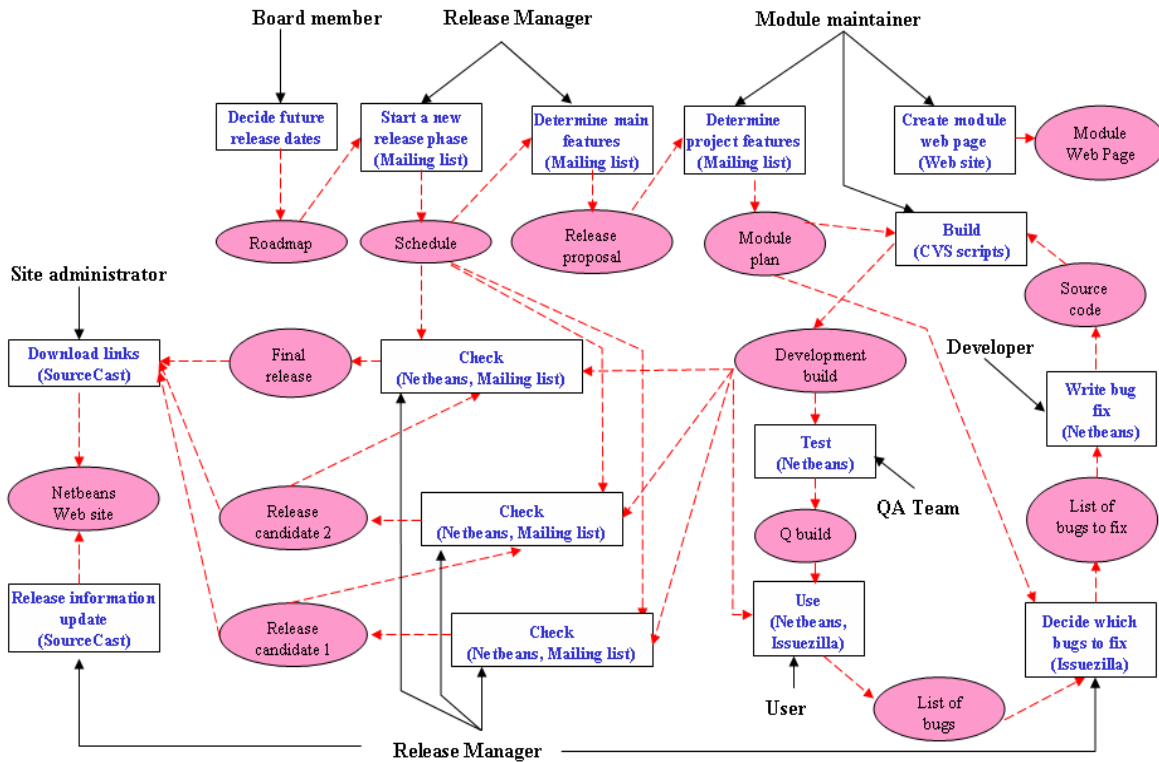 Board member
Release Manager
Module maintainer
Decide future
release dates
Start a new
release phase
(Mailing list)
Determine main
features
(Mailing list)
Determine
project features
(Mailing list)
Create module
web page
(Web site)
Module
Web Page
Roadmap
Schedule
Release
proposal
Module
plan
Build
(CVS scripts)
Source
code
Site administrator
Download links
(SourceCast)
Final
release
Check
(Netbeans, Mailing list)
Development
build
Developer
Write bug
fix
(Netbeans)
Test
(Netbeans)
QA Team
Netbeans
Web site
Release
candidate 2
Check
(Netbeans, Mailing list)
Q build
List of
bugs to fix
Release information
update
(SourceCast)
Release
candidate 1
Check
(Netbeans, Mailing list)
Use
(Netbeans,
Issuezilla)
Decide which
bugs to fix
(Issuezilla)
User
List of
bugs
Release Manager